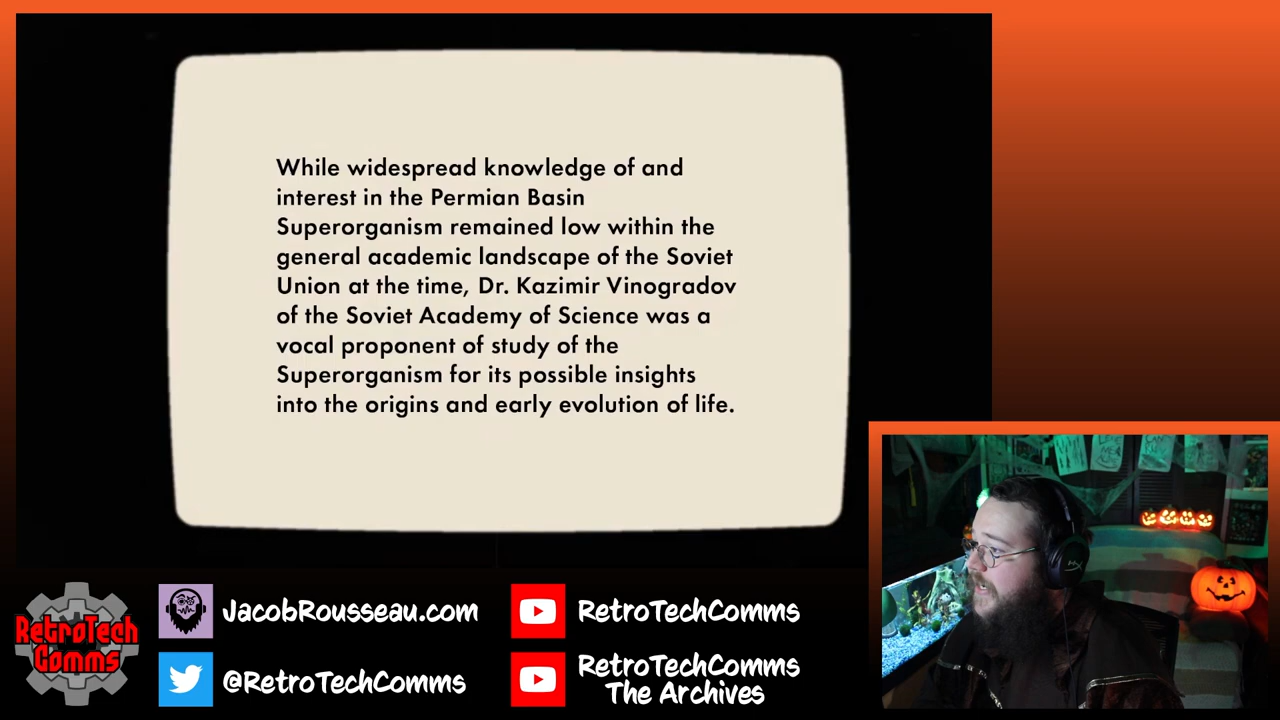 While widespread knowledge of and
interest in the Permian Basin
Superorganism remained low within the
general academic landscape of the Soviet
Union at the time, Dr. Kazimir Vinogradov
of the Soviet Academy of Science was a
vocal proponent of study of the
Superorganism for its possible insights
into the origins and early evolution of life.
RetroTech
Comms
JacobRousseau.com
@RetroTechComms
RetroTechComms
RetroTechComms
The Archives